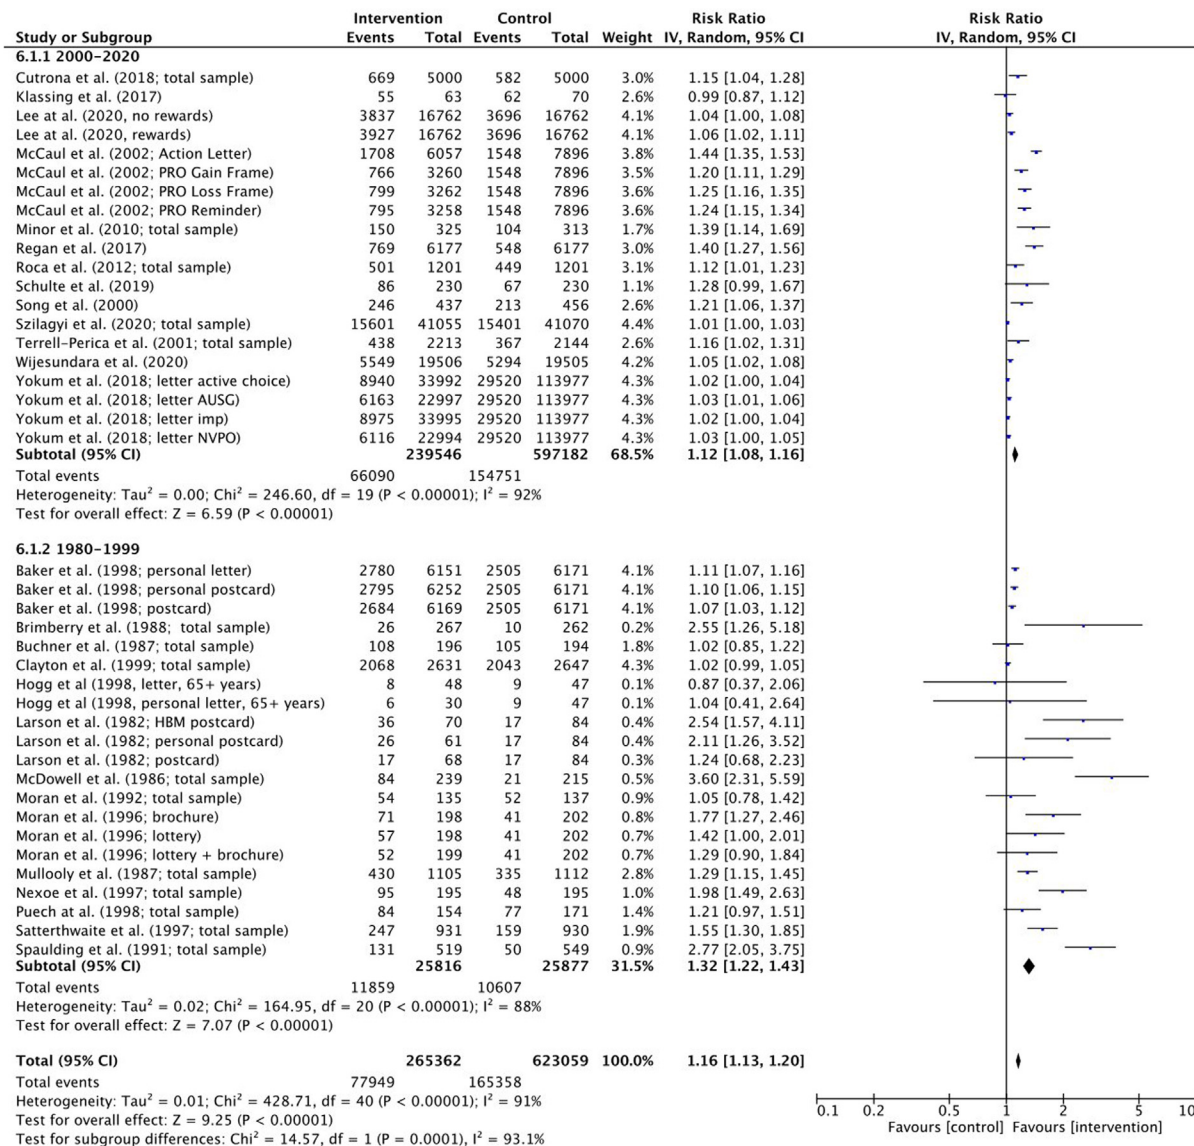 Intervention Control Risk Ratio Risk Ratio
Study or Subgroup Events Total Events Total Weight IV, Random, 95% CI IV, Random, 95% CI
6.1.1 2000–2020
Cutrona et al. (2018; total sample) 669 5000 582 5000 3.0% 1.15 [1.04, 1.28]
Klassing et al. (2017) 55 63 62 70 2.6% 0.99 [0.87, 1.12]
Lee at al. (2020, no rewards) 3837 16762 3696 16762 4.1% 1.04 [1.00, 1.08]
Lee at al. (2020, rewards) 3927 16762 3696 16762 4.1% 1.06 [1.02, 1.11]
McCaul et al. (2002; Action Letter) 1708 6057 1548 7896 3.8% 1.44 [1.35, 1.53]
McCaul et al. (2002; PRO Gain Frame) 766 3260 1548 7896 3.5% 1.20 [1.11, 1.29]
McCaul et al. (2002; PRO Loss Frame) 799 3262 1548 7896 3.6% 1.25 [1.16, 1.35]
McCaul et al. (2002; PRO Reminder) 795 3258 1548 7896 3.6% 1.24 [1.15, 1.34]
Minor et al. (2010; total sample) 150 325 104 313 1.7% 1.39 [1.14, 1.69]
Regan et al. (2017) 769 6177 548 6177 3.0% 1.40 [1.27, 1.56]
Roca et al. (2012; total sample) 501 1201 449 1201 3.1% 1.12 [1.01, 1.23]
Schulte et al. (2019) 86 230 67 230 1.1% 1.28 [0.99, 1.67]
Song et al. (2000) 246 437 213 456 2.6% 1.21 [1.06, 1.37]
Szilagyi et al. (2020; total sample) 15601 41055 15401 41070 4.4% 1.01 [1.00, 1.03]
Terrell–Perica et al. (2001; total sample) 438 2213 367 2144 2.6% 1.16 [1.02, 1.31]
Wijesundara et al. (2020) 5549 19506 5294 19505 4.2% 1.05 [1.02, 1.08]
Yokum et al. (2018; letter active choice) 8940 33992 29520 113977 4.3% 1.02 [1.00, 1.04]
Yokum et al. (2018; letter AUSG) 6163 22997 29520 113977 4.3% 1.03 [1.01, 1.06]
Yokum et al. (2018; letter imp) 8975 33995 29520 113977 4.3% 1.02 [1.00, 1.04]
Yokum et al. (2018; letter NVPO) 6116 22994 29520 113977 4.3% 1.03 [1.00, 1.05]
Subtotal (95% CI) 239546 597182 68.5% 1.12 [1.08, 1.16]
Total events 66090 154751
Heterogeneity: Tau² = 0.00; Chi² = 246.60, df = 19 (P < 0.00001); I² = 92%
Test for overall effect: Z = 6.59 (P < 0.00001)
6.1.2 1980–1999
Baker et al. (1998; personal letter) 2780 6151 2505 6171 4.1% 1.11 [1.07, 1.16]
Baker et al. (1998; personal postcard) 2795 6252 2505 6171 4.1% 1.10 [1.06, 1.15]
Baker et al. (1998; postcard) 2684 6169 2505 6171 4.1% 1.07 [1.03, 1.12]
Brimberry et al. (1988; total sample) 26 267 10 262 0.2% 2.55 [1.26, 5.18]
Buchner et al. (1987; total sample) 108 196 105 194 1.8% 1.02 [0.85, 1.22]
Clayton et al. (1999; total sample) 2068 2631 2043 2647 4.3% 1.02 [0.99, 1.05]
Hogg et al (1998, letter, 65+ years) 8 48 9 47 0.1% 0.87 [0.37, 2.06]
Hogg et al (1998, personal letter, 65+ years) 6 30 9 47 0.1% 1.04 [0.41, 2.64]
Larson et al. (1982; HBM postcard) 36 70 17 84 0.4% 2.54 [1.57, 4.11]
Larson et al. (1982; personal postcard) 26 61 17 84 0.4% 2.11 [1.26, 3.52]
Larson et al. (1982; postcard) 17 68 17 84 0.3% 1.24 [0.68, 2.23]
McDowell et al. (1986; total sample) 84 239 21 215 0.5% 3.60 [2.31, 5.59]
Moran et al. (1992; total sample) 54 135 52 137 0.9% 1.05 [0.78, 1.42]
Moran et al. (1996; brochure) 71 198 41 202 0.8% 1.77 [1.27, 2.46]
Moran et al. (1996; lottery) 57 198 41 202 0.7% 1.42 [1.00, 2.01]
Moran et al. (1996; lottery + brochure) 52 199 41 202 0.7% 1.29 [0.90, 1.84]
Mullooly et al. (1987; total sample) 430 1105 335 1112 2.8% 1.29 [1.15, 1.45]
Nexoe et al. (1997; total sample) 95 195 48 195 1.0% 1.98 [1.49, 2.63]
Puech at al. (1998; total sample) 84 154 77 171 1.4% 1.21 [0.97, 1.51]
Satterthwaite et al. (1997; total sample) 247 931 159 930 1.9% 1.55 [1.30, 1.85]
Spaulding et al. (1991; total sample) 131 519 50 549 0.9% 2.77 [2.05, 3.75]
Subtotal (95% CI) 25816 25877 31.5% 1.32 [1.22, 1.43]
Total events 11859 10607
Heterogeneity: Tau² = 0.02; Chi² = 164.95, df = 20 (P < 0.00001); I² = 88%
Test for overall effect: Z = 7.07 (P < 0.00001)
Total (95% CI) 265362 623059 100.0% 1.16 [1.13, 1.20]
Total events 77949 165358
Heterogeneity: Tau² = 0.01; Chi² = 428.71, df = 40 (P < 0.00001); I² = 91%
Test for overall effect: Z = 9.25 (P < 0.00001)
Test for subgroup differences: Chi² = 14.57, df = 1 (P = 0.0001), I² = 93.1%
0.1 0.2 0.5 1 2 5 10
Favours [control] Favours [intervention]